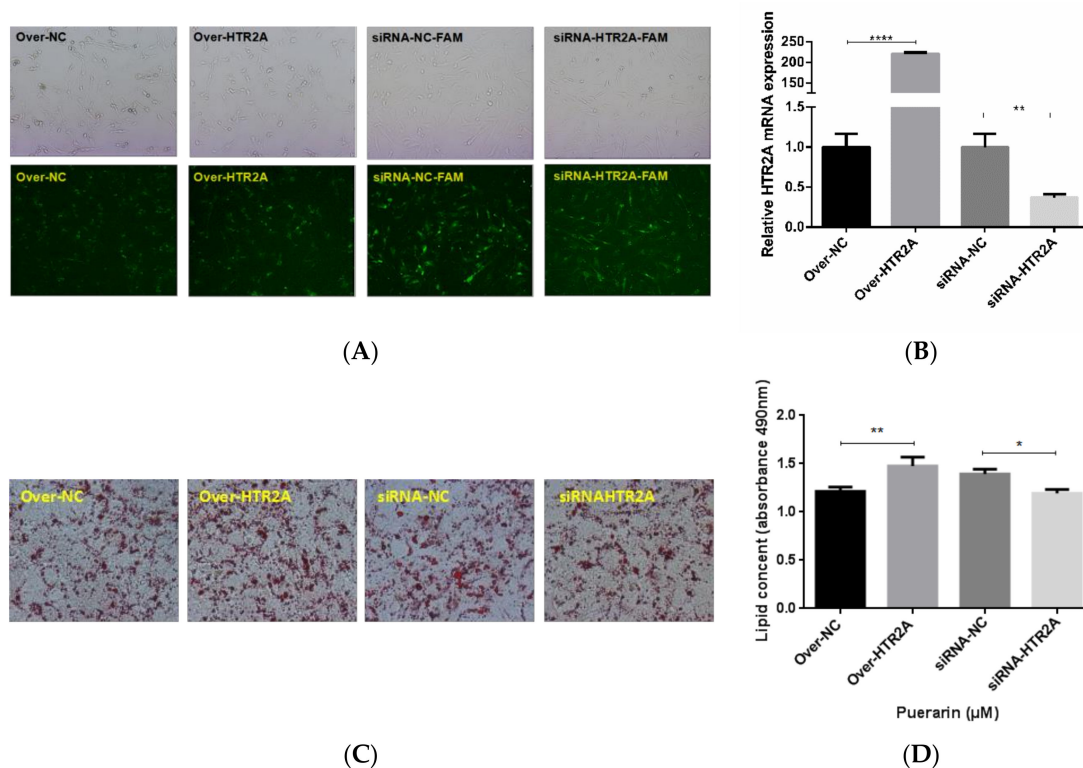 Over-NC
Over-HTR2A
siRNA-NC-FAM
siRNA-HTR2A-FAM
Over-NC
Over-HTR2A
siRNA-NC-FAM
siRNA-HTR2A-FAM
(A)
Relative HTR2A mRNA expression
250
200
150
100
1.5
1.0
0.5
0.0
****
**
Over-NC
Over-HTR2A
siRNA-NC
siRNA-HTR2A
(B)
Over-NC
Over-HTR2A
siRNA-NC
siRNAHTR2A
(C)
Lipid concent (absorbance 490nm)
2.0
1.5
1.0
0.5
0.0
**
*
Over-NC
Over-HTR2A
siRNA-NC
siRNA-HTR2A
Puerarin (μM)
(D)